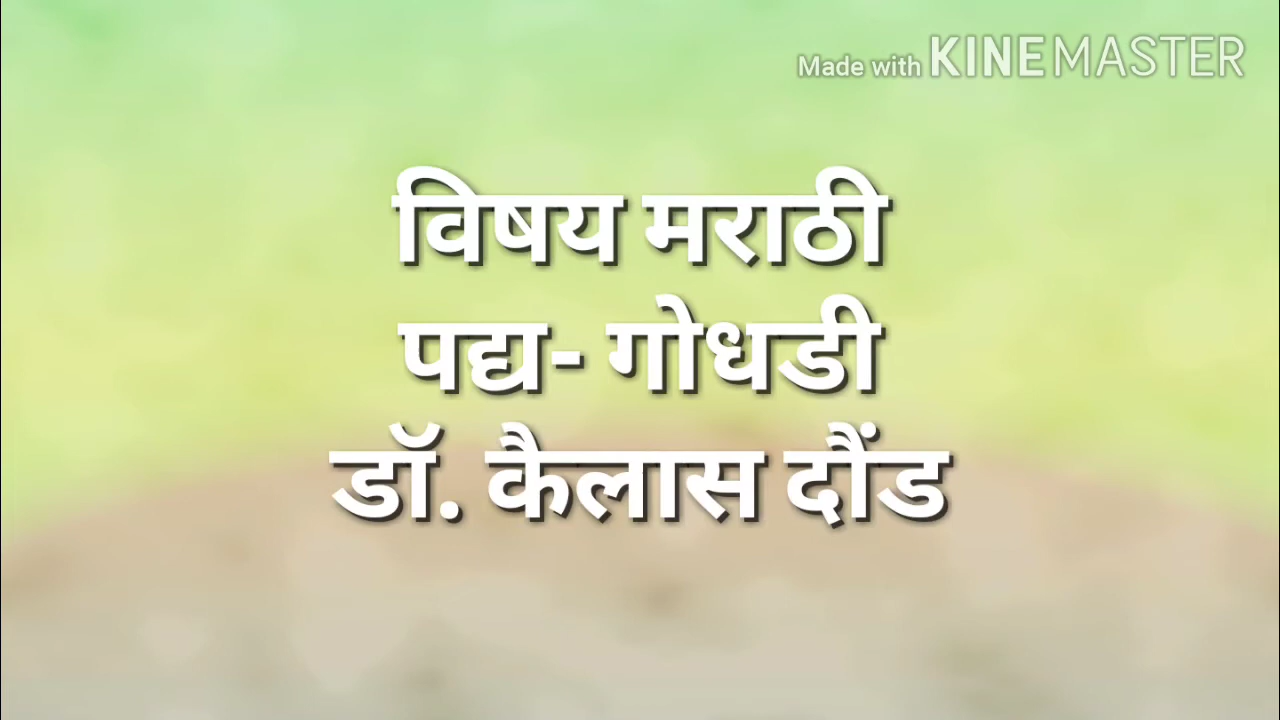 Made with KINEMASTER
विषय मराठी
पद्य- गोधडी
डॉ. कैलास दौंड